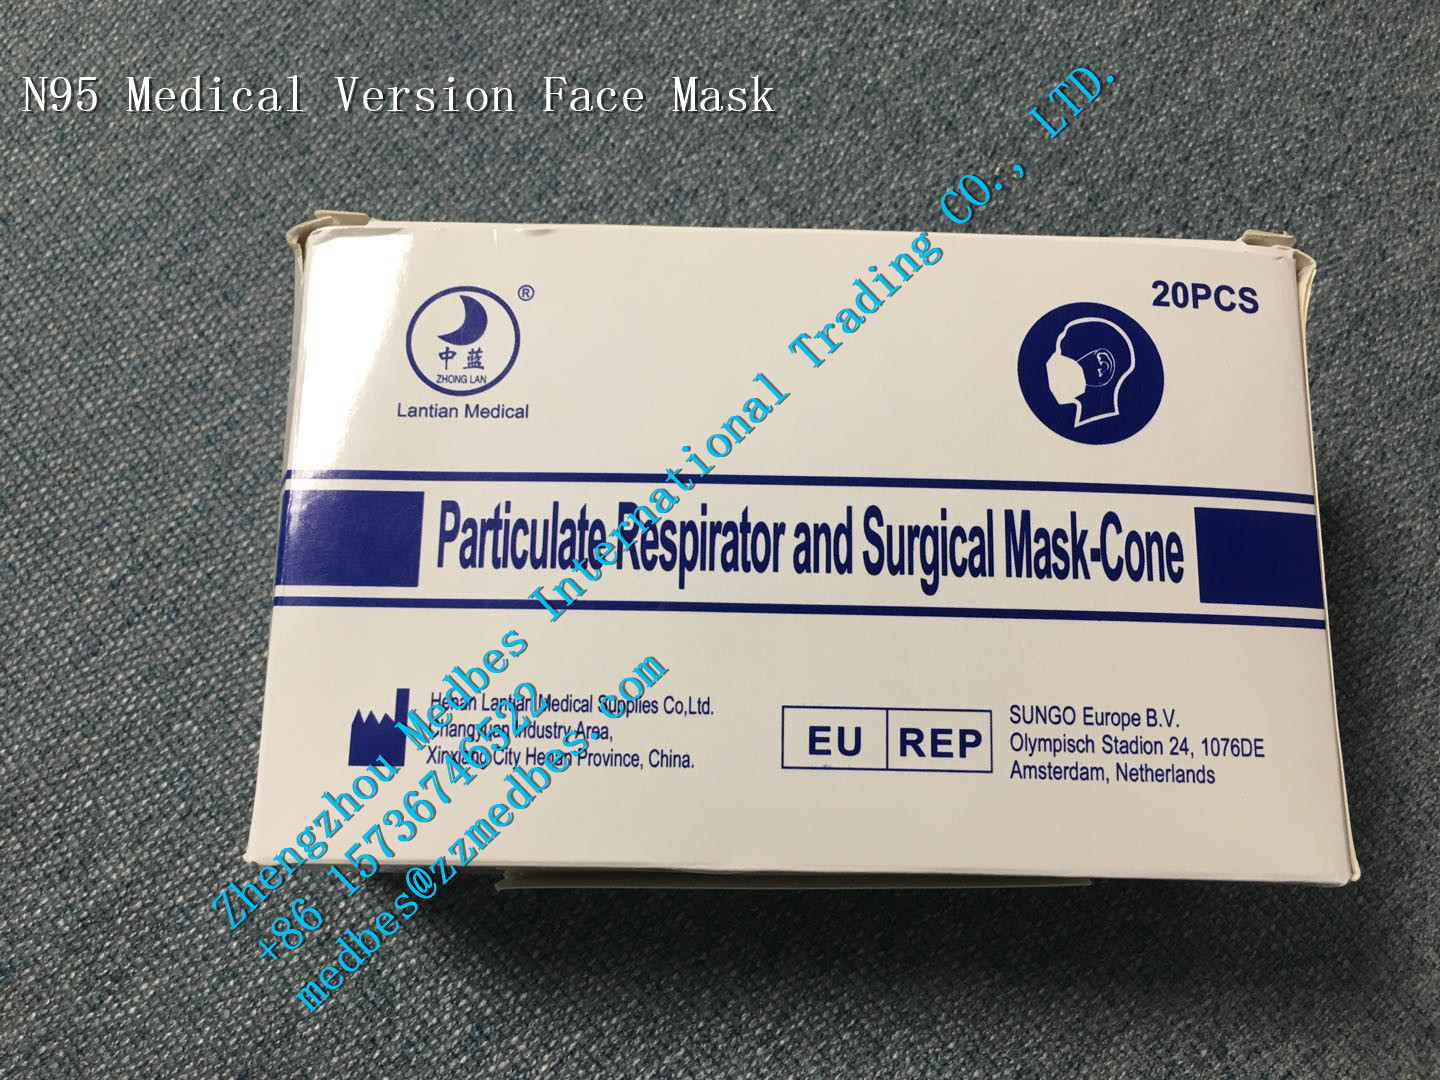 N95 Medical Version Face Mask
®
中蓝
ZHONG LAN
Lantian Medical
20PCS
Particulate Respirator and Surgical Mask-Cone
Henan Lantian Medical Supplies Co,Ltd.
Changyuan Industry Area,
Xinxiang City Henan Province, China.
EU REP
SUNGO Europe B.V.
Olympisch Stadion 24, 1076DE
Amsterdam, Netherlands
Zhengzhou Medbes International Trading CO., LTD.
+86 15736746522
medbes@zzmedbes.com